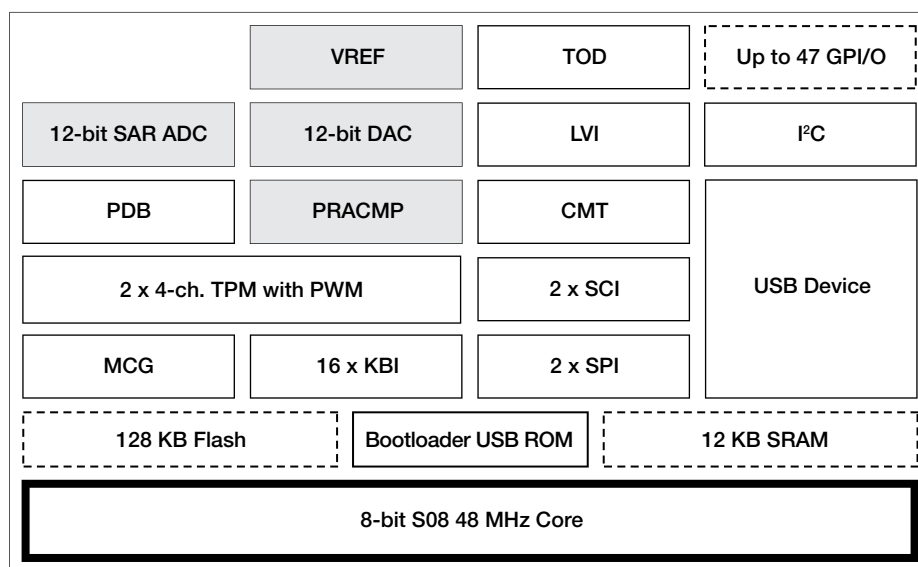 VREF
TOD
Up to 47 GPI/O
12-bit SAR ADC
12-bit DAC
LVI
I²C
PDB
PRACMP
CMT
USB Device
2 x 4-ch. TPM with PWM
2 x SCI
MCG
16 x KBI
2 x SPI
128 KB Flash
Bootloader USB ROM
12 KB SRAM
8-bit S08 48 MHz Core